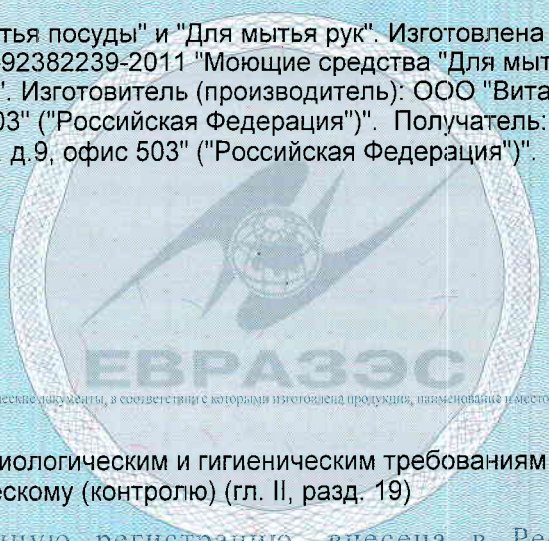 тья посуды" и "Для мытья рук". Изготовлена
-92382239-2011 "Моющие средства "Для мыт
". Изготовитель (производитель): ООО "Вита
03" ("Российская Федерация")". Получатель:
д.9, офис 503" ("Российская Федерация")".
ЕВРАЗЭС
ческие документы, в соответствии с которыми изготовлена продукция, наименование и место
иологическим и гигиеническим требованиям
ескому (контролю) (гл. II, разд. 19)
нную регистрацию, внесена в Ре